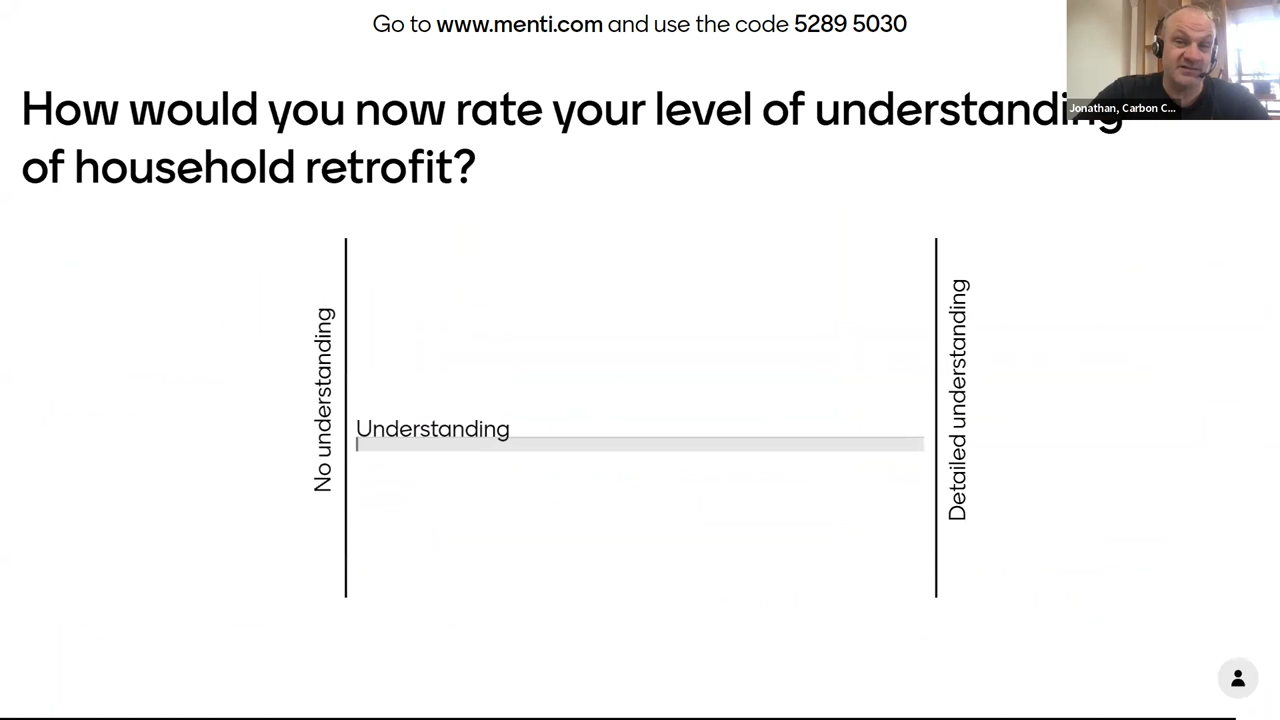 Go to www.menti.com and use the code 5289 5030
How would you now rate your level of understanding
of household retrofit?
Jonathan, Carbon C...
No understanding
Understanding
Detailed understanding